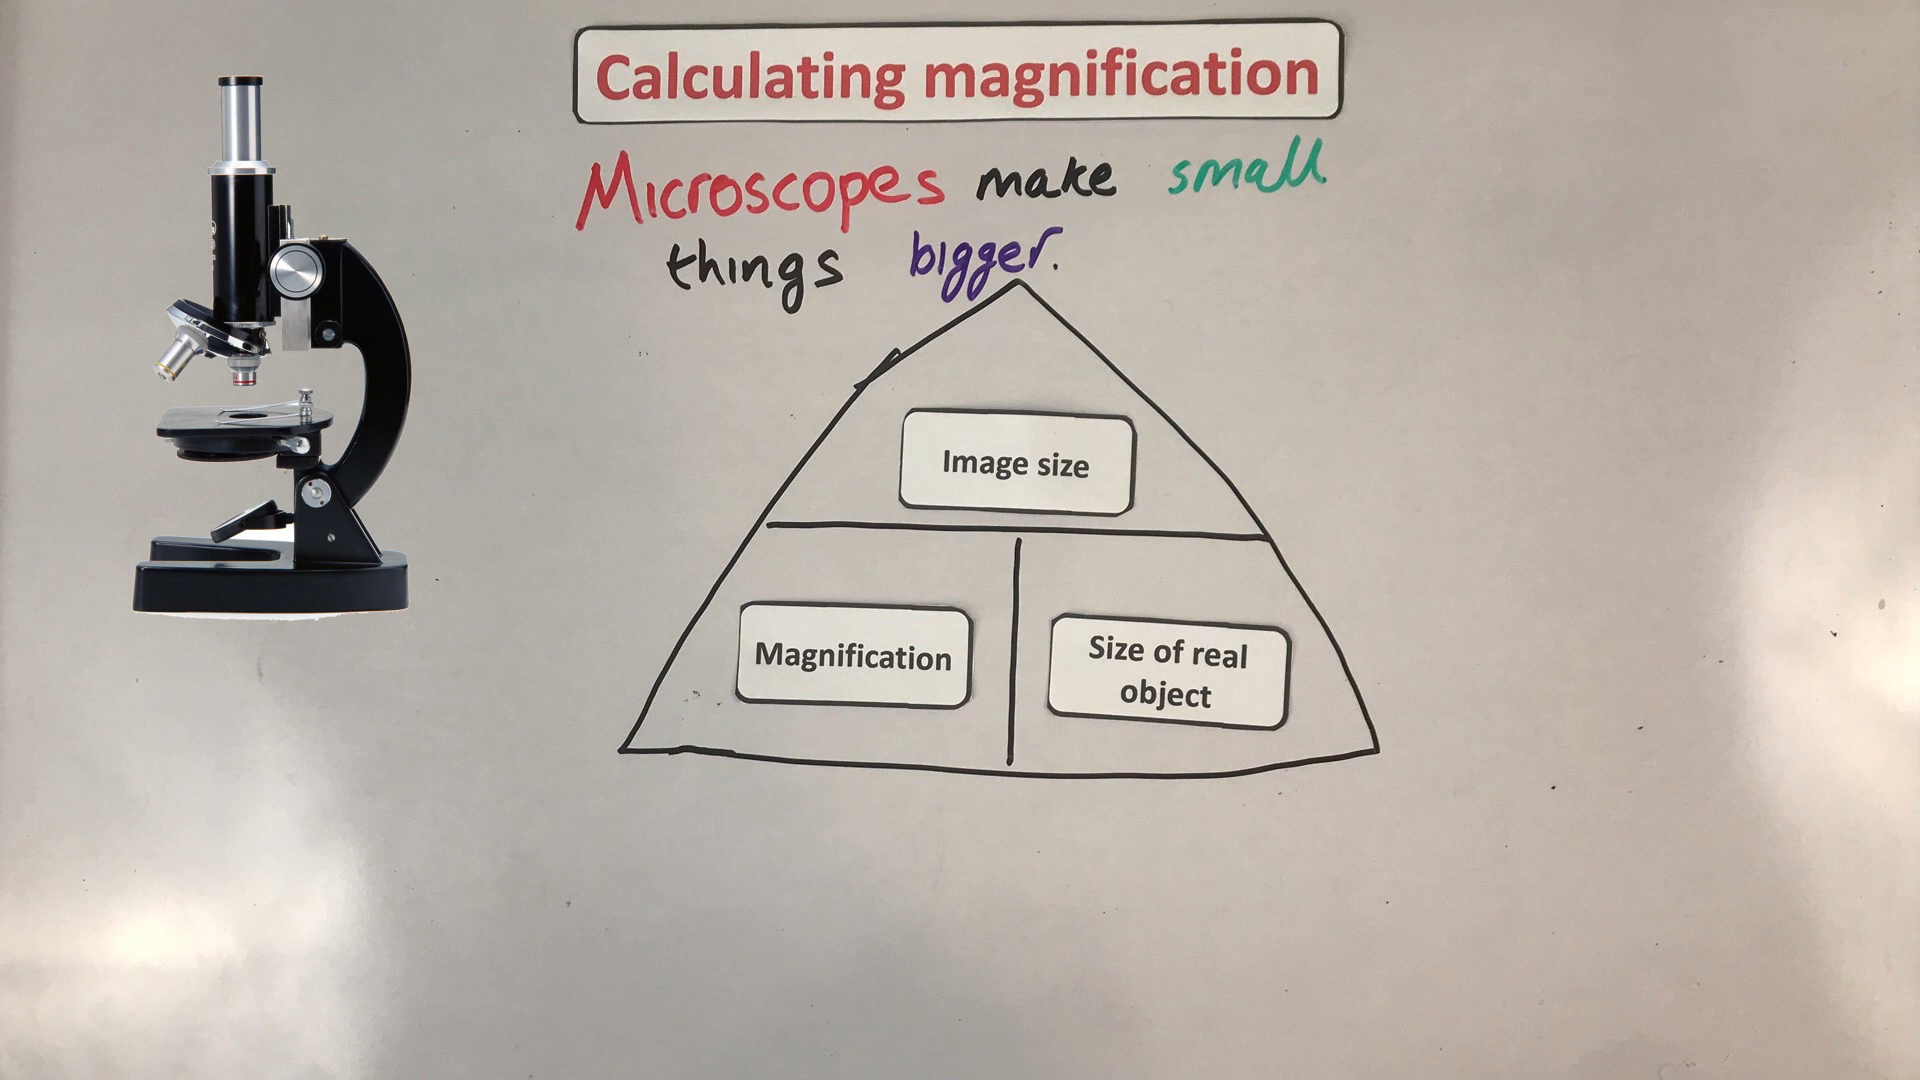 Calculating magnification
Microscopes make small
things bigger.
Image size
Magnification
Size of real
object